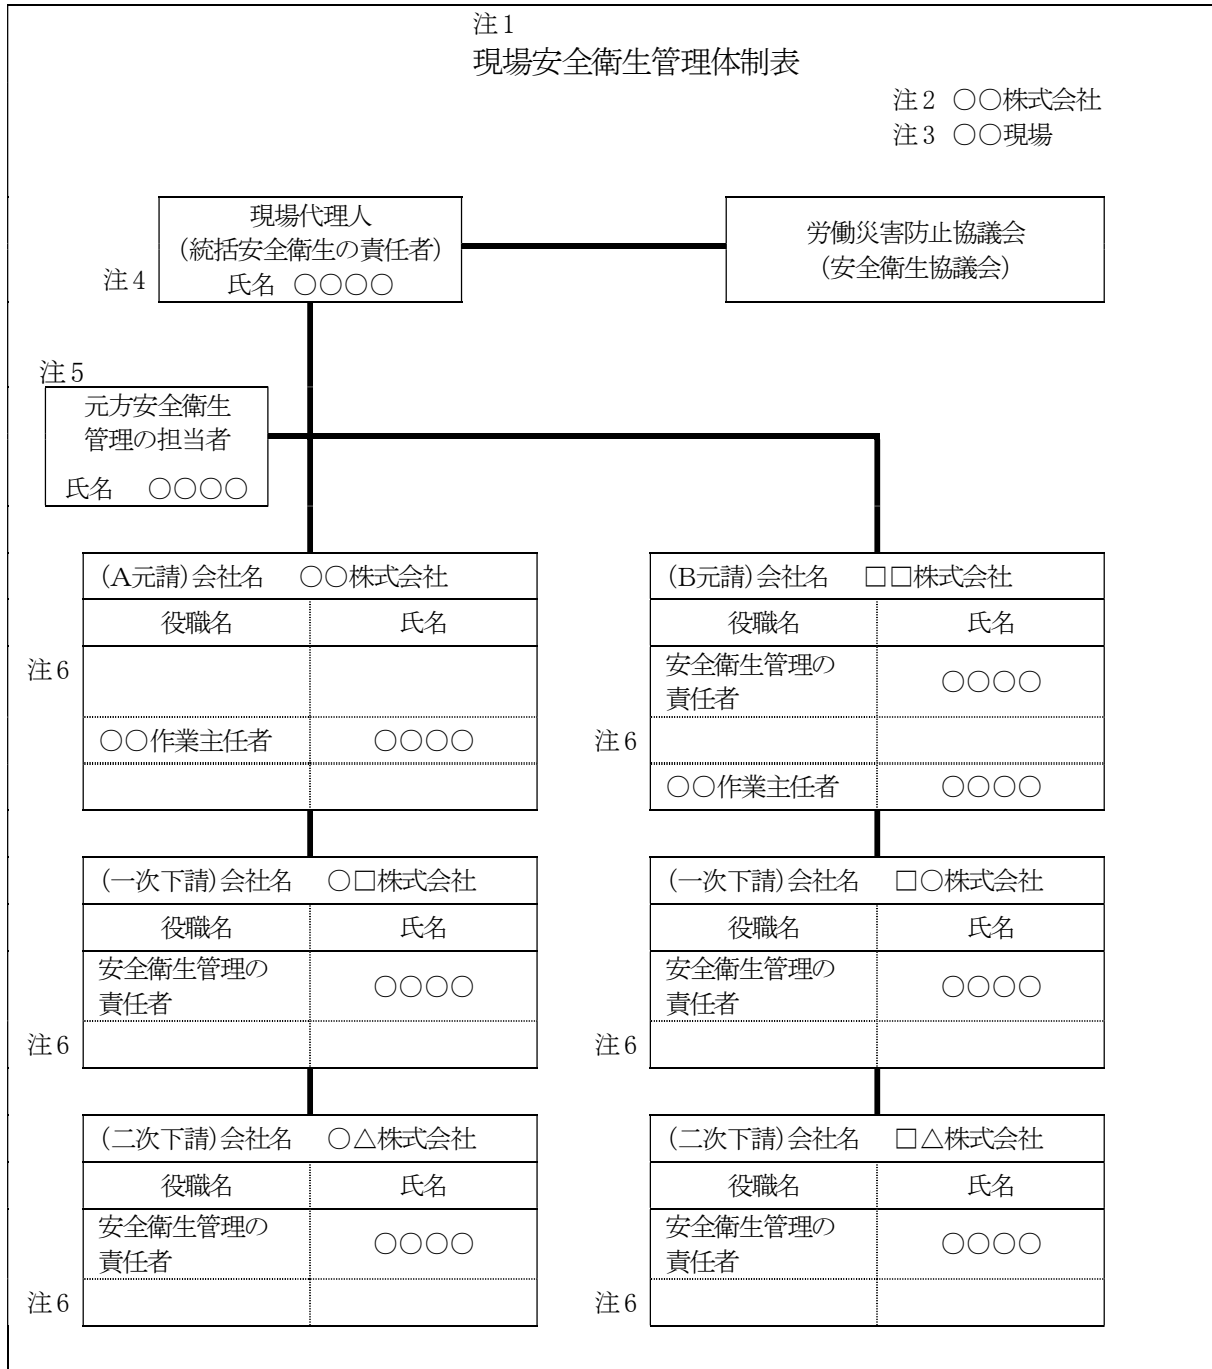 注1
現場安全衛生管理体制表
注2 ○○株式会社
注3 ○○現場
現場代理人
(統括安全衛生の責任者)
注4
氏名 ○○○○
労働災害防止協議会
(安全衛生協議会)
注5
元方安全衛生
管理の担当者
氏名 ○○○○
(A元請)会社名 ○○株式会社
役職名 氏名
注6
○○作業主任者 ○○○○
(B元請)会社名 □□株式会社
役職名 氏名
安全衛生管理の
責任者
○○○○
注6
○○作業主任者 ○○○○
(一次下請)会社名 ○□株式会社
役職名 氏名
安全衛生管理の
責任者
○○○○
注6
(一次下請)会社名 □○株式会社
役職名 氏名
安全衛生管理の
責任者
○○○○
注6
(二次下請)会社名 ○△株式会社
役職名 氏名
安全衛生管理の
責任者
○○○○
注6
(二次下請)会社名 □△株式会社
役職名 氏名
安全衛生管理の
責任者
○○○○
注6